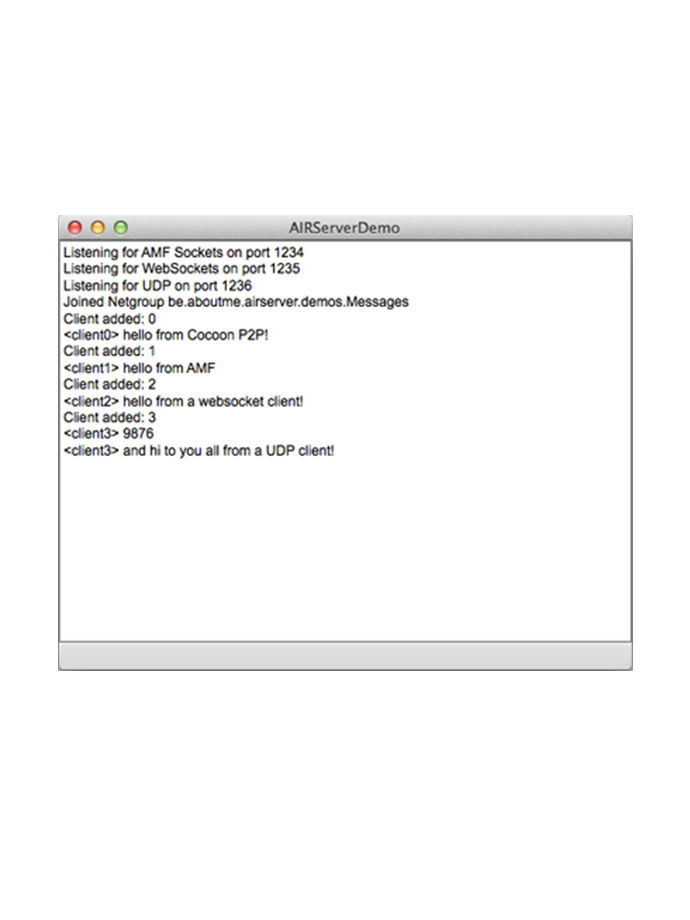 AIRServerDemo
Listening for AMF Sockets on port 1234
Listening for WebSockets on port 1235
Listening for UDP on port 1236
Joined Netgroup be.aboutme.airserver.demos.Messages
Client added: 0
<client0> hello from Cocoon P2P!
Client added: 1
<client1> hello from AMF
Client added: 2
<client2> hello from a websocket client!
Client added: 3
<client3> 9876
<client3> and hi to you all from a UDP client!